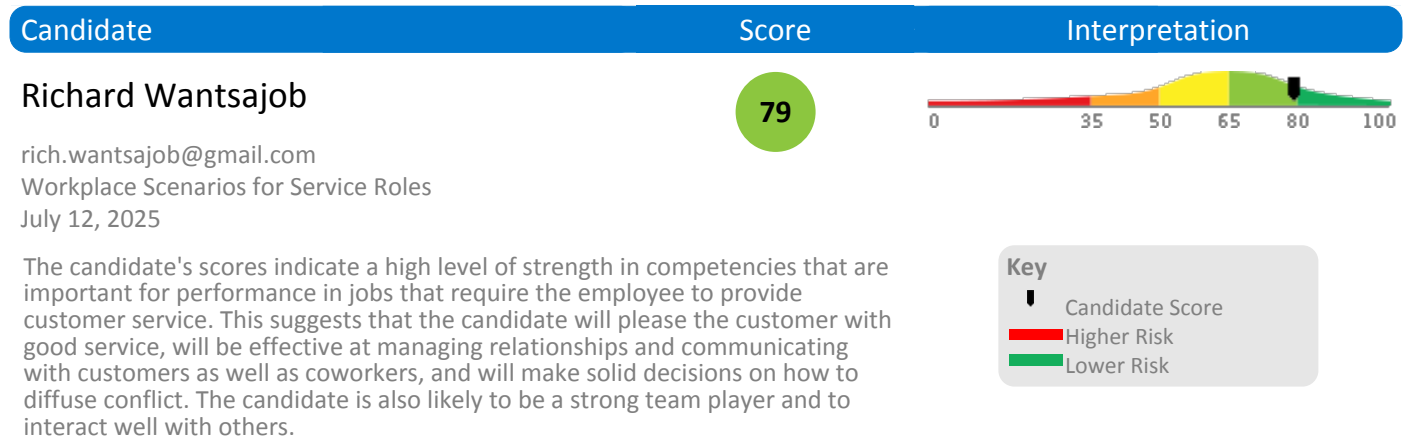 Candidate Score Interpretation
Richard Wantsajob
79
0 35 50 65 80 100
rich.wantsajob@gmail.com
Workplace Scenarios for Service Roles
July 12, 2025
The candidate's scores indicate a high level of strength in competencies that are
important for performance in jobs that require the employee to provide
customer service. This suggests that the candidate will please the customer with
good service, will be effective at managing relationships and communicating
with customers as well as coworkers, and will make solid decisions on how to
diffuse conflict. The candidate is also likely to be a strong team player and to
interact well with others.
Key
Candidate Score
Higher Risk
Lower Risk